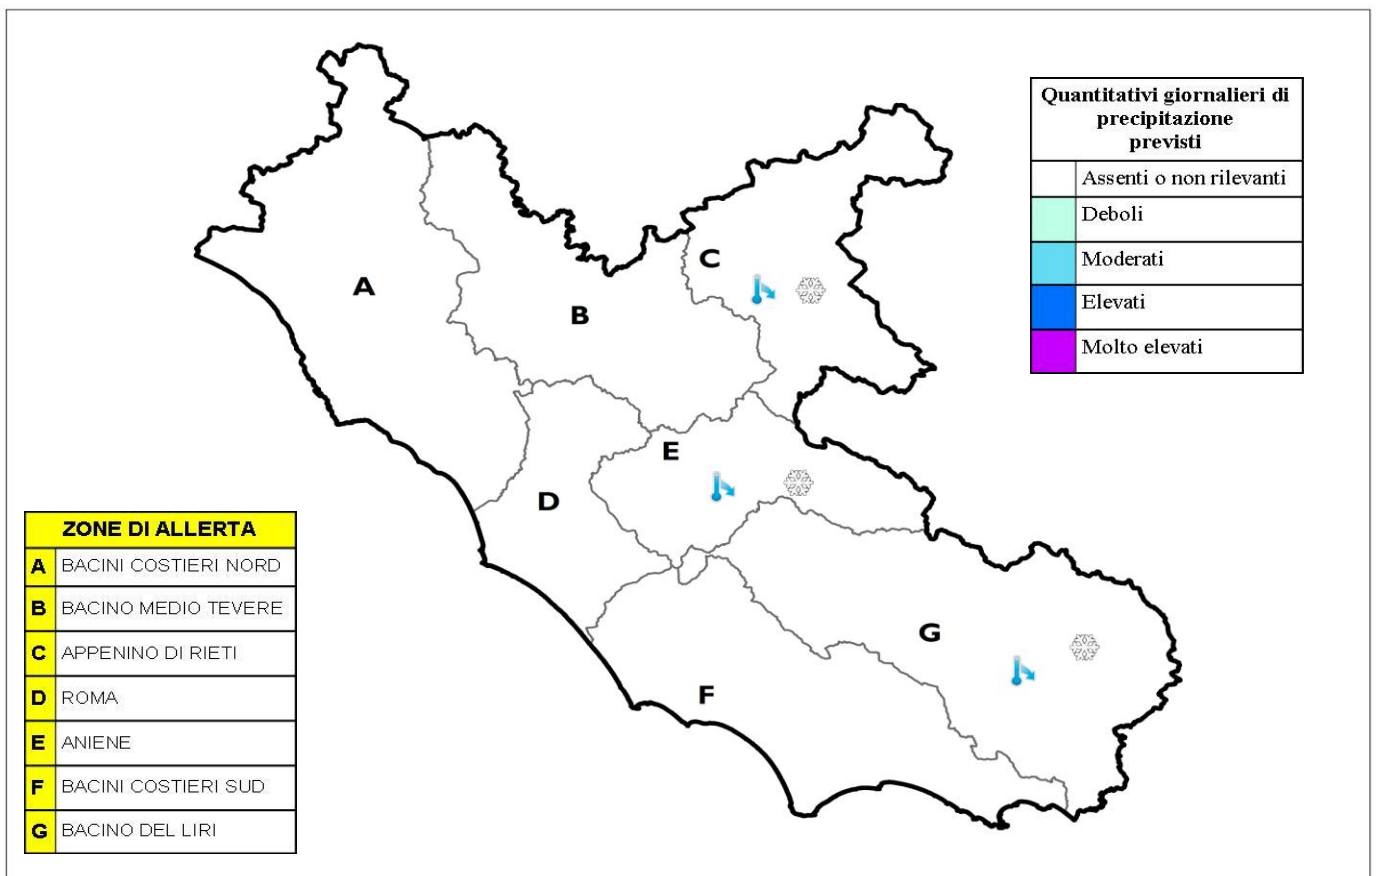 Quantitativi giornalieri di
precipitazione
previsti
Assenti o non rilevanti
Deboli
Moderati
Elevati
Molto elevati
A
B
C
D
E
F
G
ZONE DI ALLERTA
A BACINI COSTIERI NORD
B BACINO MEDIO TEVERE
C APPENINO DI RIETI
D ROMA
E ANIENE
F BACINI COSTIERI SUD
G BACINO DEL LIRI